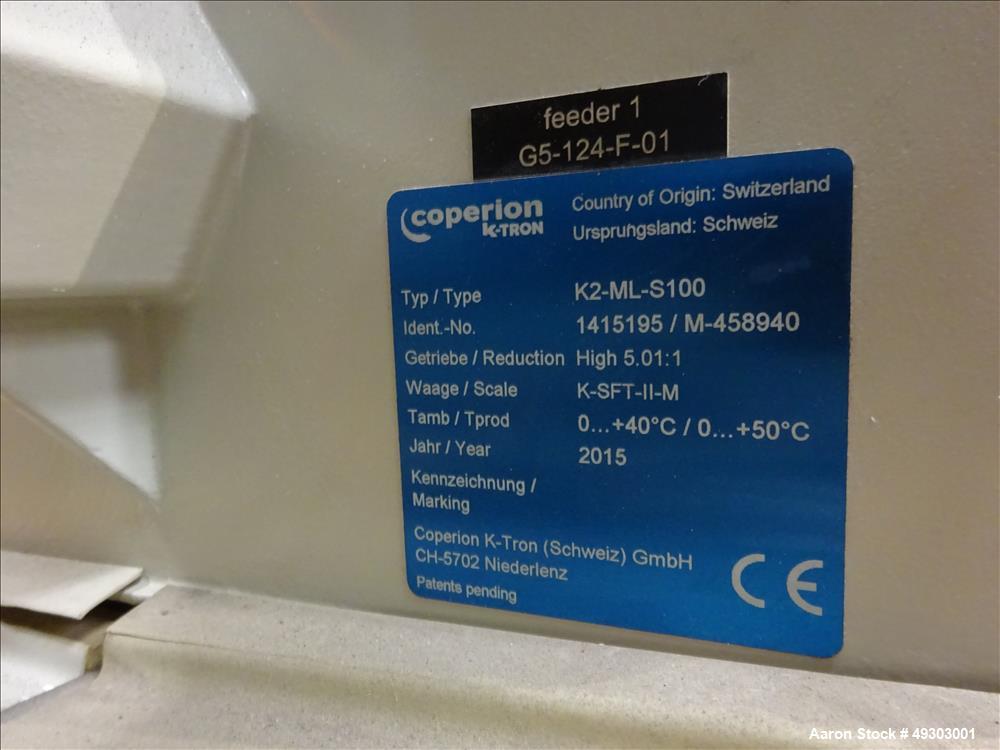 feeder 1
G5-124-F-01
coperion
K-TRON
Country of Origin: Switzerland
Ursprungsland: Schweiz
Typ / Type K2-ML-S100
Ident.-No. 1415195 / M-458940
Getriebe / Reduction High 5.01:1
Waage / Scale K-SFT-II-M
Tamb / Tprod 0...+40°C / 0...+50°C
Jahr / Year 2015
Kennzeichnung /
Marking
Coperion K-Tron (Schweiz) GmbH
CH-5702 Niederlenz
Patents pending
CE
Aaron Stock # 49303001